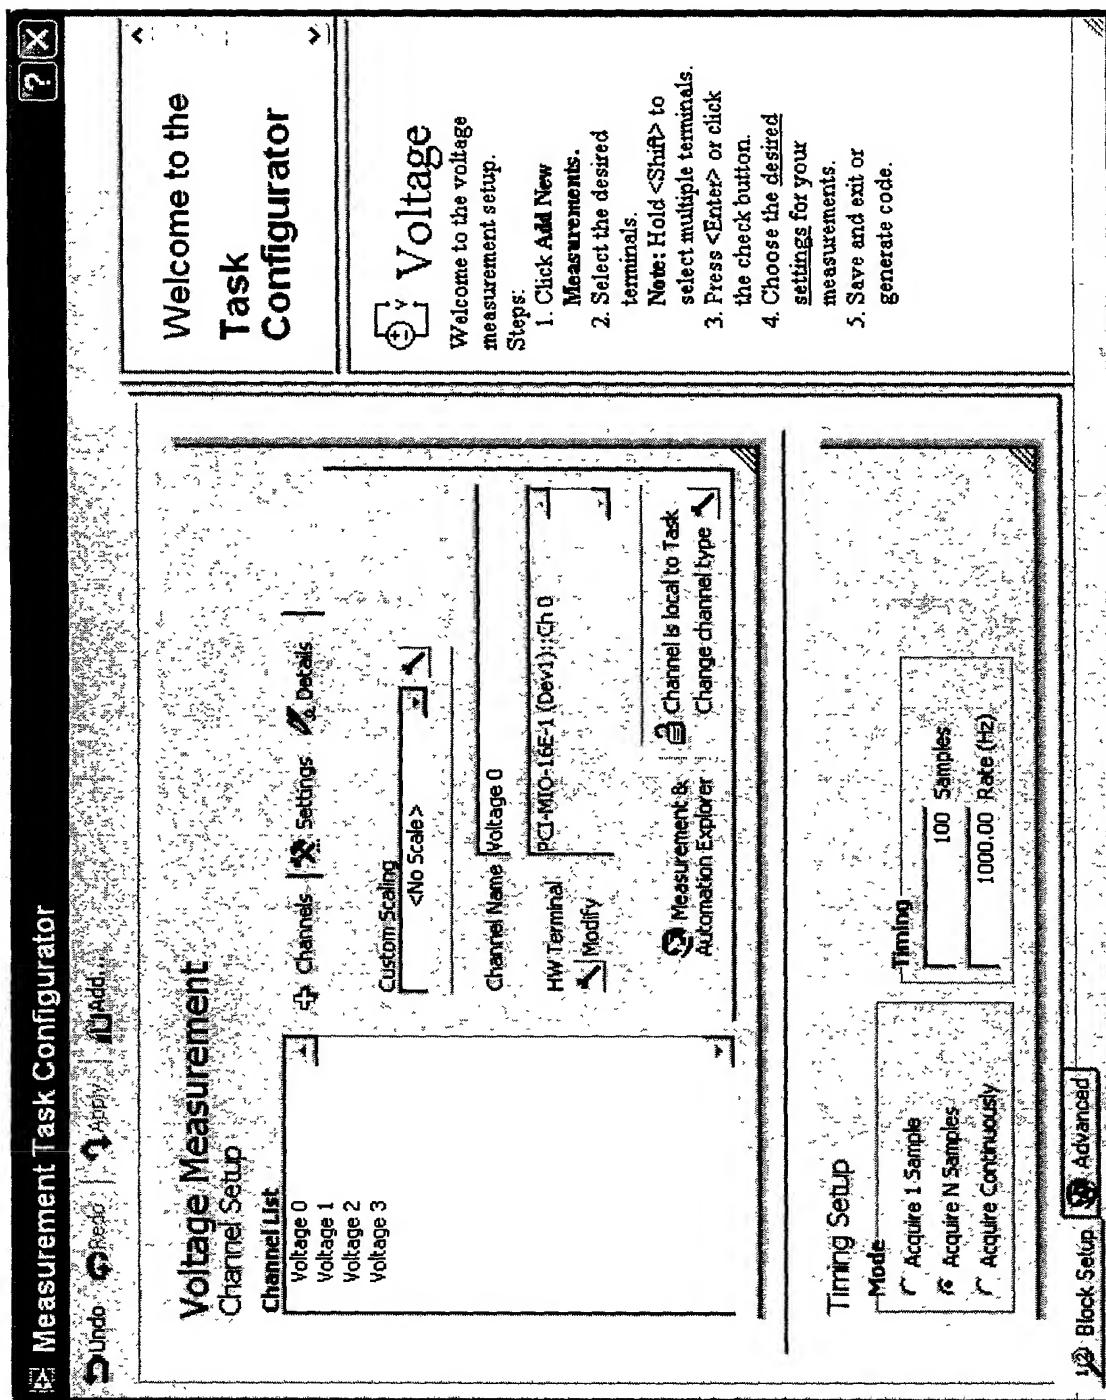 Measurement Task Configurator
? X
Undo Redo Apply Add...
Voltage Measurement
Channel Setup
Channel List
Voltage 0
Voltage 1
Voltage 2
Voltage 3
Channels Settings Details
Custom Scaling
<No Scale>
Channel Name Voltage 0
HW Terminal PCI-MIO-16E-1 (Dev1)::Ch 0
Modify
Measurement &
Automation Explorer
Channel is local to Task
Change channel type
Timing Setup
Mode
Acquire 1 Sample
Acquire N Samples
Acquire Continuously
Timing
100 Samples
1000.00 Rate (Hz)
Block Setup Advanced
Welcome to the
Task
Configurator
Voltage
Welcome to the voltage
measurement setup.
Steps:
1. Click Add New
Measurements.
2. Select the desired
terminals.
Note: Hold <Shift> to
select multiple terminals.
3. Press <Enter> or click
the check button.
4. Choose the desired
settings for your
measurements.
5. Save and exit or
generate code.